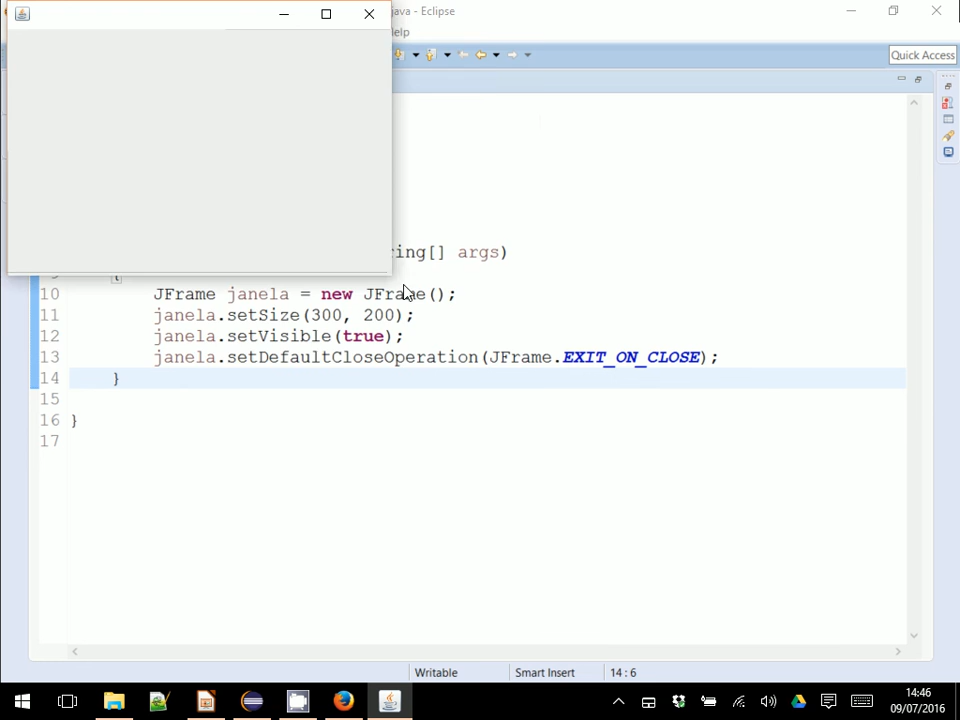 java - Eclipse
elp
Quick Access
ring[] args)
10 JFrame janela = new JFrame();
11 janela.setSize(300, 200);
12 janela.setVisible(true);
13 janela.setDefaultCloseOperation(JFrame.EXIT_ON_CLOSE);
14 }
15
16 }
17
Writable
Smart Insert
14 : 6
14:46
09/07/2016